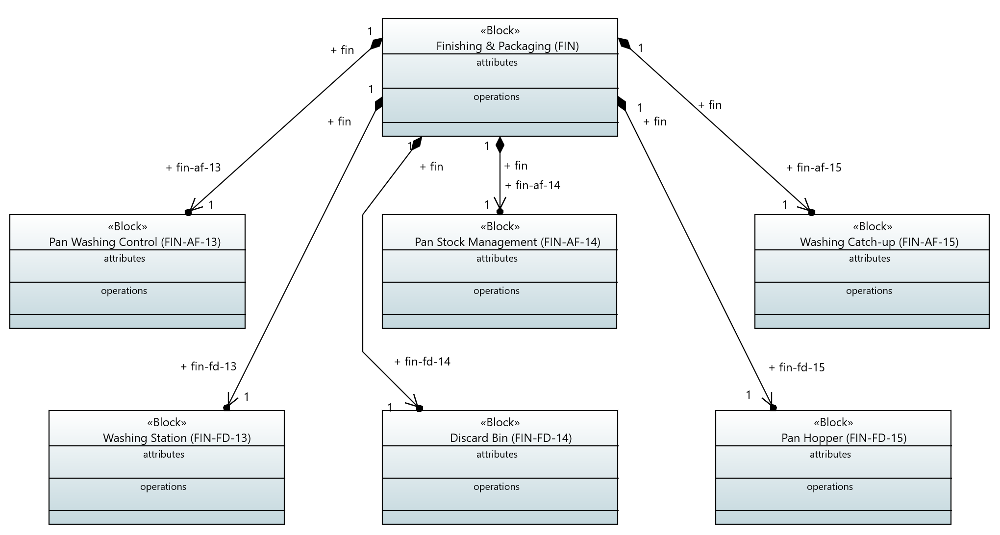 «Block»
Finishing & Packaging (FIN)
attributes
operations
1
+ fin
1
+ fin
1
+ fin
1
+ fin
1
+ fin
1
+ fin
+ fin-af-13
1
+ fin-af-14
1
+ fin-af-15
1
«Block»
Pan Washing Control (FIN-AF-13)
attributes
operations
«Block»
Pan Stock Management (FIN-AF-14)
attributes
operations
«Block»
Washing Catch-up (FIN-AF-15)
attributes
operations
+ fin-fd-13
1
+ fin-fd-14
1
+ fin-fd-15
1
«Block»
Washing Station (FIN-FD-13)
attributes
operations
«Block»
Discard Bin (FIN-FD-14)
attributes
operations
«Block»
Pan Hopper (FIN-FD-15)
attributes
operations